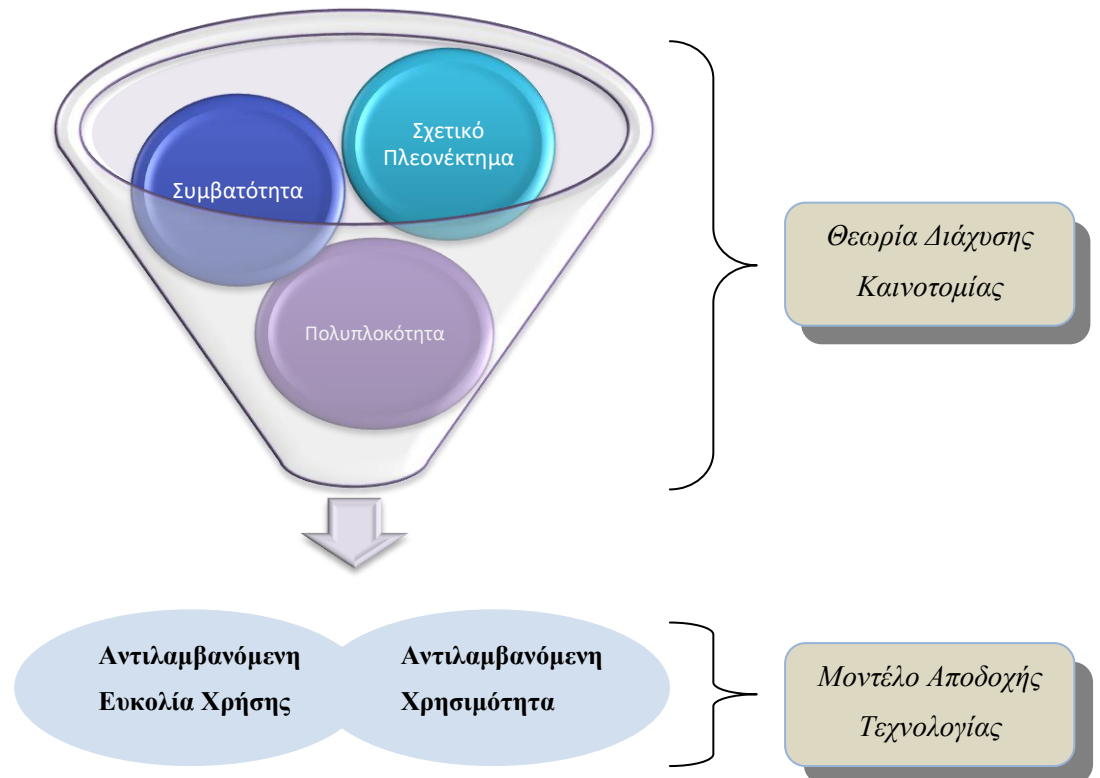 Σχετικό
Πλεονέκτημα
Συμβατότητα
Πολυπλοκότητα
Θεωρία Διάχυσης
Καινοτομίας
Αντιλαμβανόμενη
Ευκολία Χρήσης
Αντιλαμβανόμενη
Χρησιμότητα
Μοντέλο Αποδοχής
Τεχνολογίας